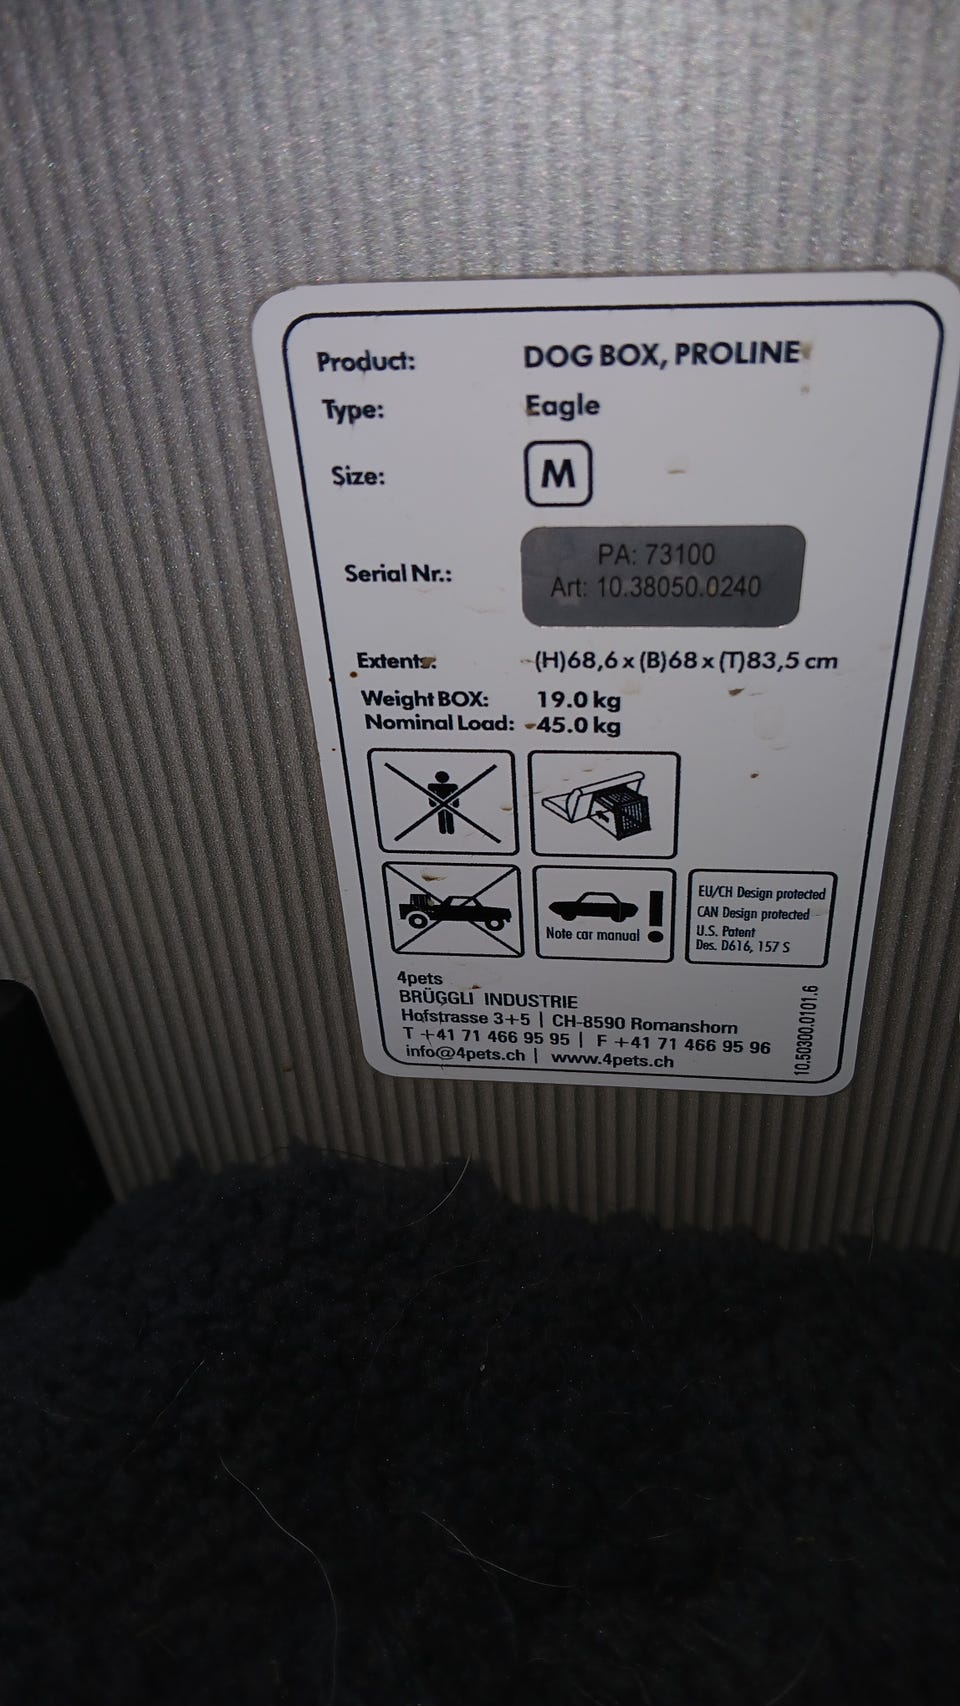 Product: DOG BOX, PROLINE
Type: Eagle
Size: M
Serial Nr.: PA: 73100
Art: 10.38050.0240
Extents: (H)68,6 x (B)68 x (T)83,5 cm
Weight BOX: 19.0 kg
Nominal Load: 45.0 kg
Note car manual
EU/CH Design protected
CAN Design protected
U.S. Patent
Des. D616, 157 S
4pets
BRÜGGLI INDUSTRIE
Hofstrasse 3+5 | CH-8590 Romanshorn
T +41 71 466 95 95 | F +41 71 466 95 96
info@4pets.ch | www.4pets.ch
10.50300.0101.6